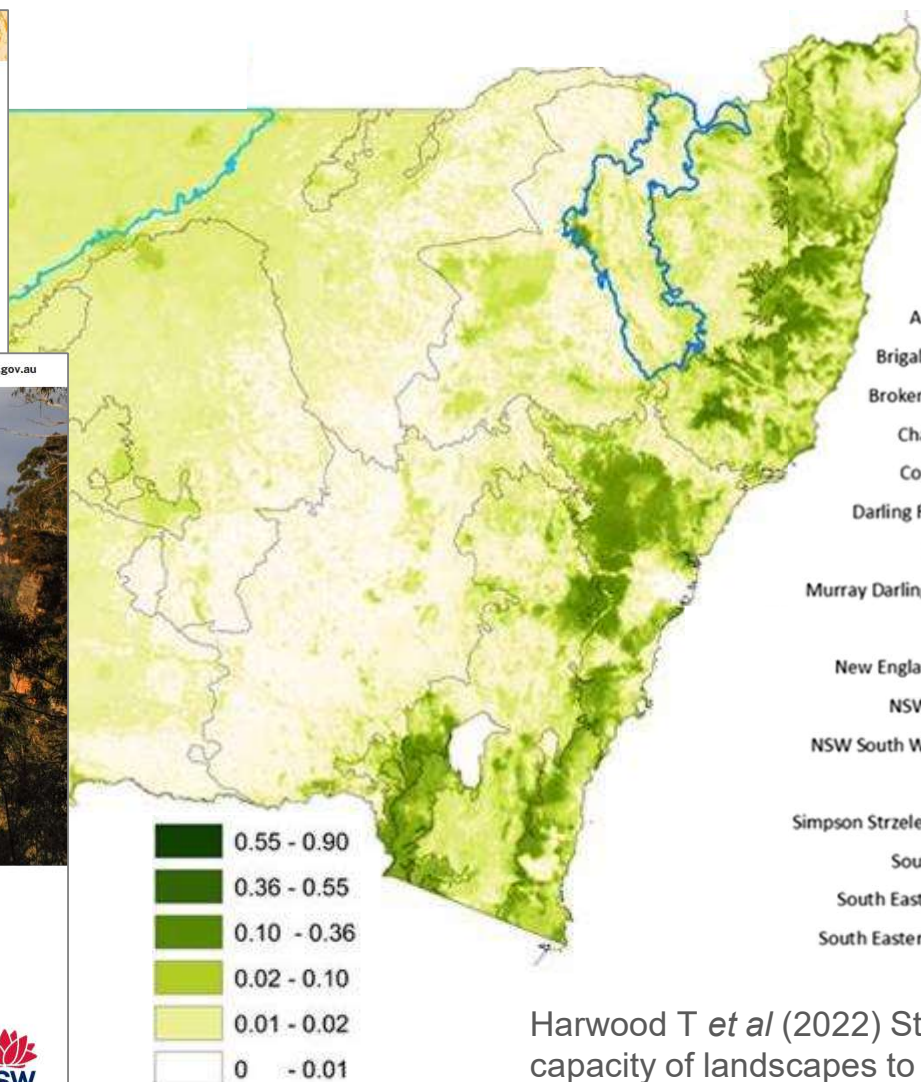 .gov.au
0.55 - 0.90
0.36 - 0.55
0.10 - 0.36
0.02 - 0.10
0.01 - 0.02
0 - 0.01
A
Brigal
Broker
Cha
Co
Darling F
Murray Darling
New Engla
NSW
NSW South W
Simpson Strzele
Sou
South East
South Easter
Harwood T et al (2022) St
capacity of landscapes to